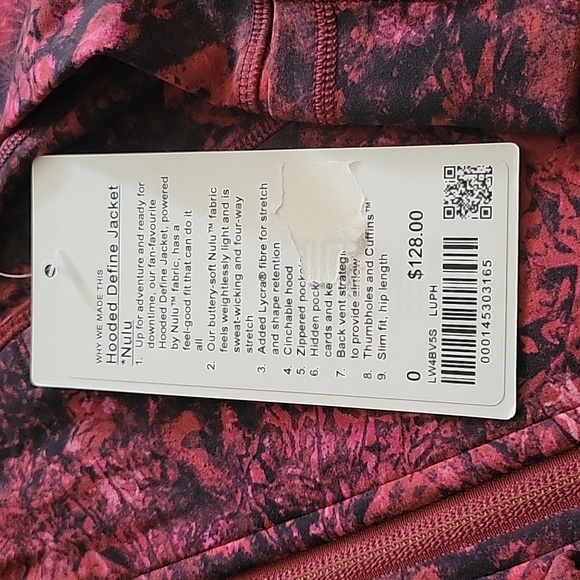 WHY WE MADE THIS
Hooded Define Jacket
*Nulu
1. Up for adventure and ready for
downtime, our fan-favourite
Hooded Define Jacket, powered
by Nulu™ fabric, has a
feel-good fit that can do it
all
2. Our buttery-soft Nulu™ fabric
feels weightlessly light and is
sweat-wicking and four-way
stretch
3. Added Lycra® fibre for stretch
and shape retention
4. Cinchable hood
5. Zippered
6. Hidden
cards and
7. Back vent
to provide airflow
8. Thumbholes and Cuffins™
9. Slim fit, hip length
0 $128.00
LW4BV5S LUPH
000145303165